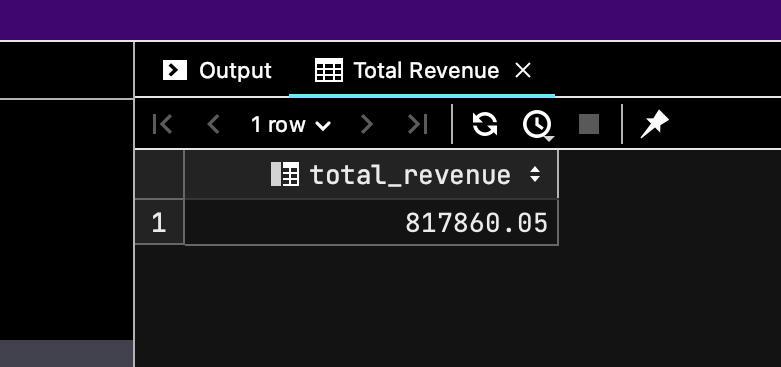 Output Total Revenue
1 row
total_revenue
1 817860.05